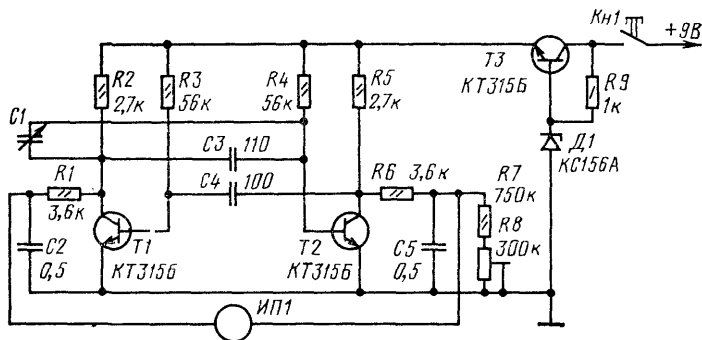 Кн1
+9В
Т3
КТ315Б
R9
1к
R2
2,7к
R3
56к
R4
56к
R5
2,7к
С1
С3 110
С4 100
Д1
КС156А
R1
3,6к
R6 3,6к
R7
750к
R8
300к
С2
0,5
Т1
КТ315Б
Т2
КТ315Б
С5
0,5
ИП1